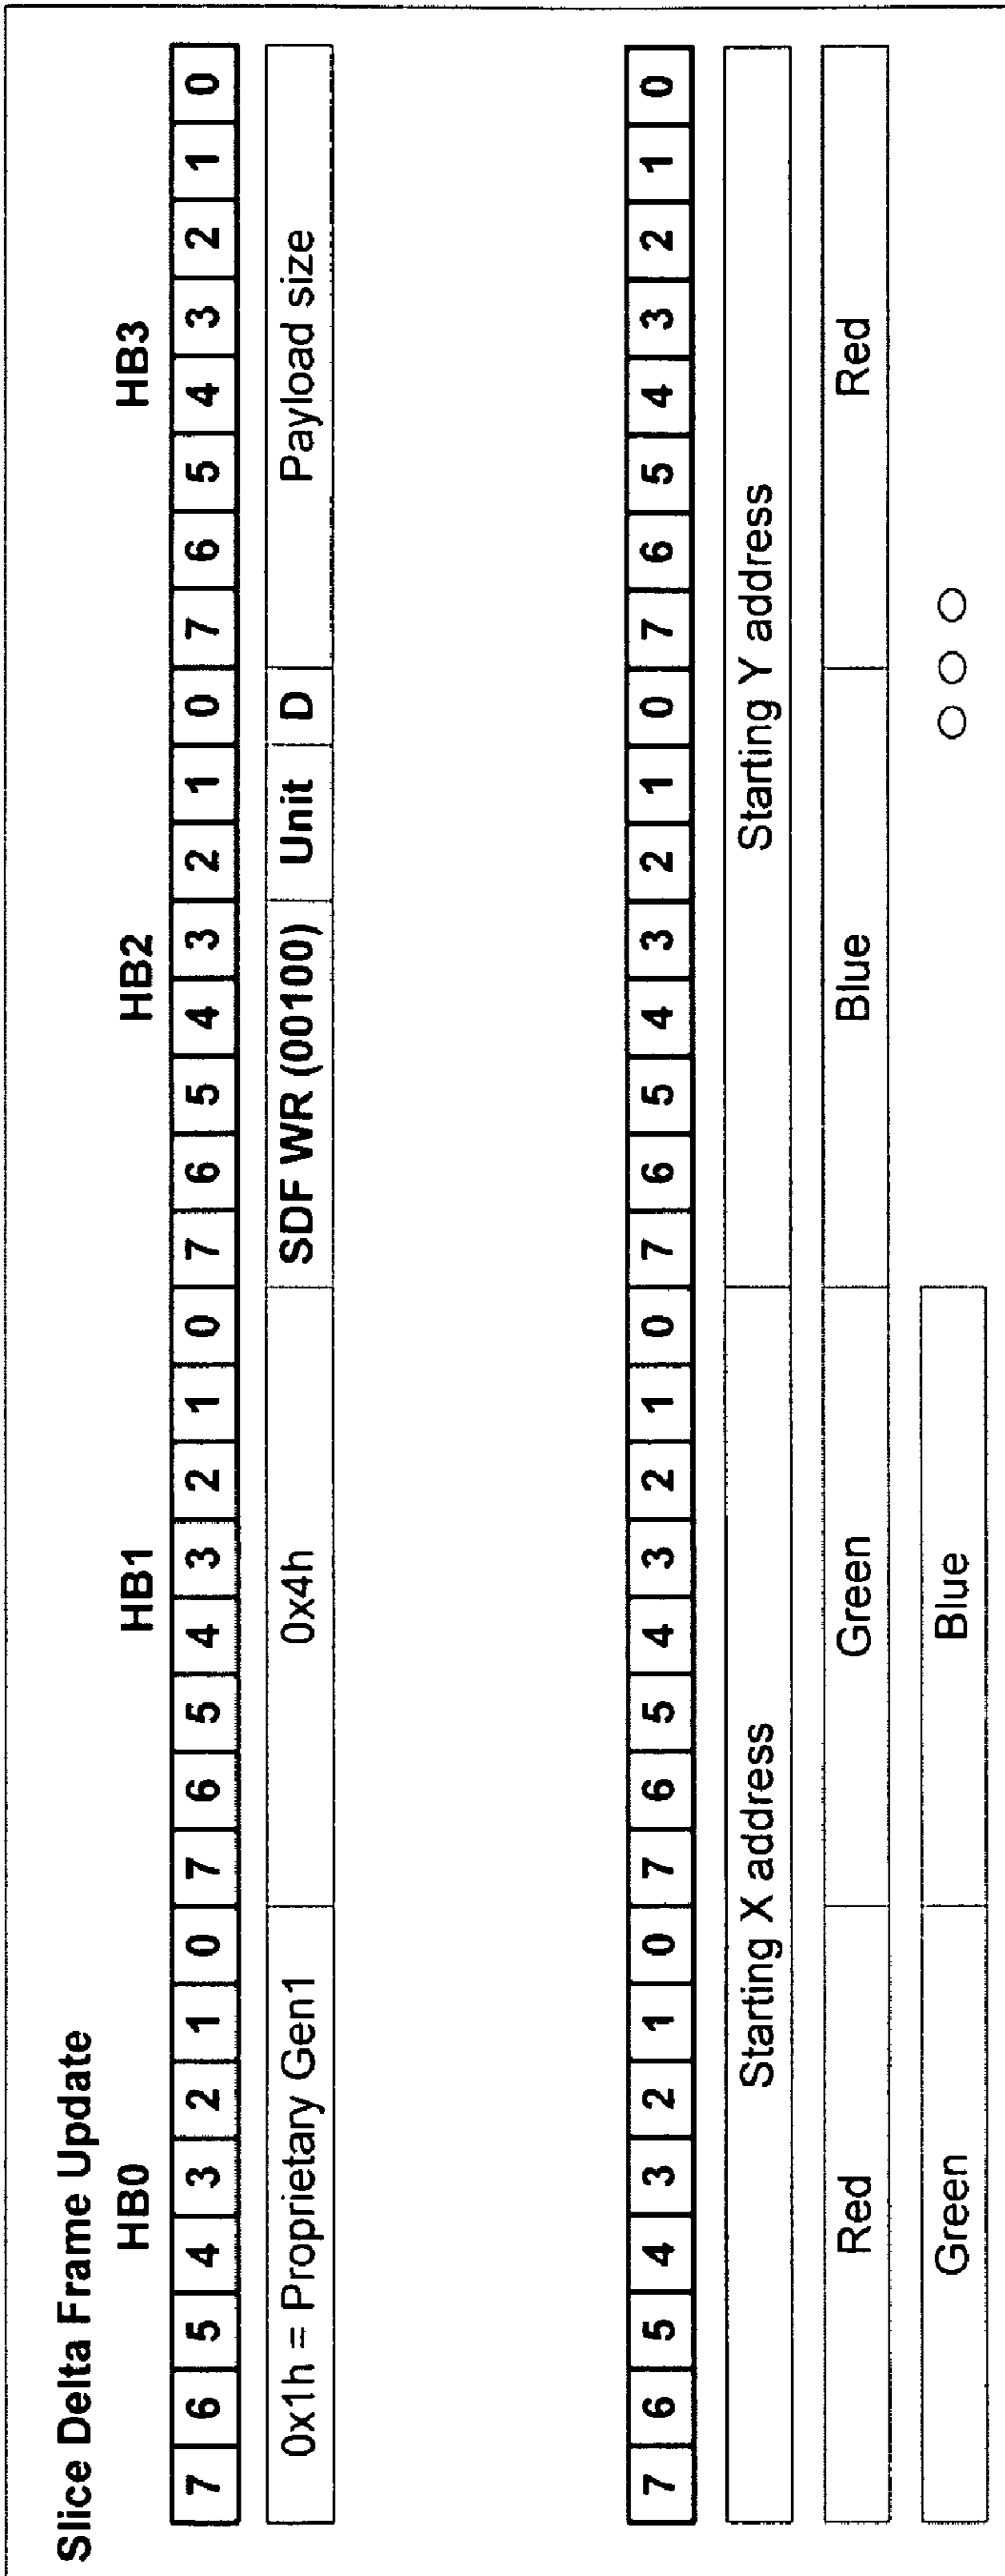 Slice Delta Frame Update
HB0 HB1 HB2 HB3
7 6 5 4 3 2 1 0 7 6 5 4 3 2 1 0 7 6 5 4 3 2 1 0 7 6 5 4 3 2 1 0
0x1h = Proprietary Gen1 0x4h SDF WR (00100) Unit D Payload size
7 6 5 4 3 2 1 0 7 6 5 4 3 2 1 0 7 6 5 4 3 2 1 0 7 6 5 4 3 2 1 0
Starting X address Starting Y address
Red Green Blue Red
Green Blue